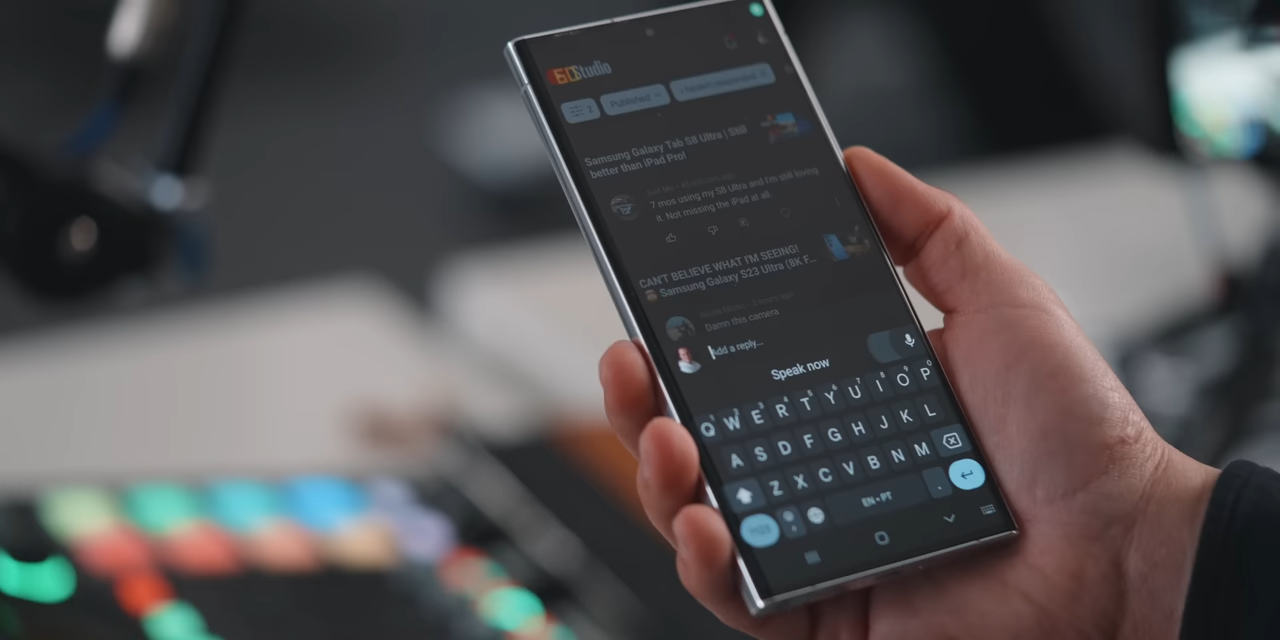 Studio
2
Published
Samsung Galaxy Tab S8 Ultra | Still
better than iPad Pro!
7 mos using my S8 Ultra and I'm still loving
it. Not missing the iPad at all.
CAN'T BELIEVE WHAT I'M SEEING!
Samsung Galaxy S23 Ultra (8K F...
Damn this camera
Add a reply...
Speak now
Q W E R T Y U I O P
A S D F G H J K L
Z X C V B N M
EN • PT .